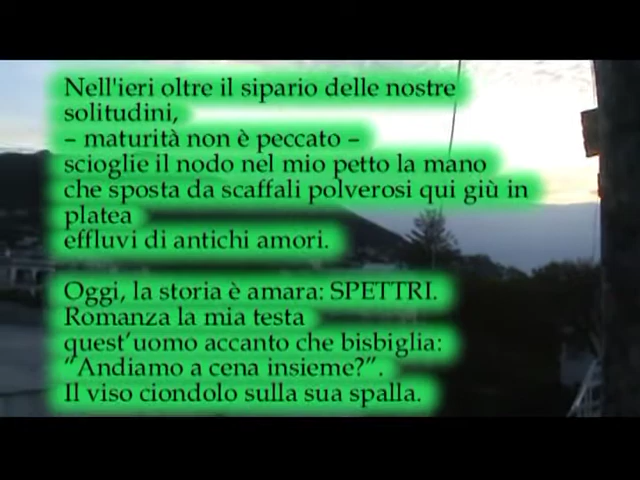 Nell'ieri oltre il sipario delle nostre
solitudini,
– maturità non è peccato –
scioglie il nodo nel mio petto la mano
che sposta da scaffali polverosi qui giù in
platea
effluvi di antichi amori.
Oggi, la storia è amara: SPETTRI.
Romanza la mia testa
quest’uomo accanto che bisbiglia:
“Andiamo a cena insieme?”.
Il viso ciondolo sulla sua spalla.